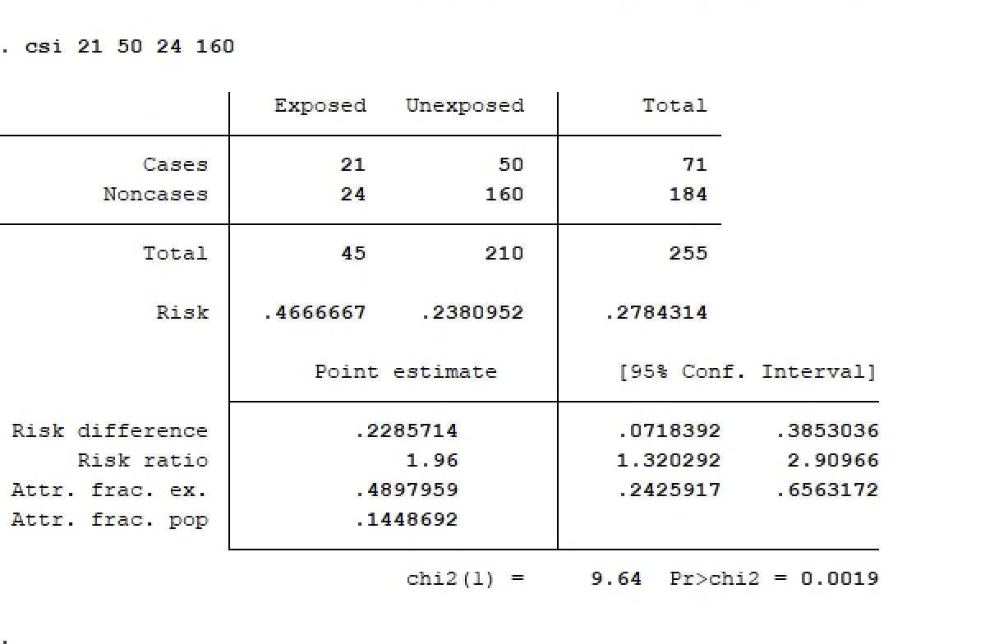 . csi 21 50 24 160
Exposed Unexposed Total
Cases 21 50 71
Noncases 24 160 184
Total 45 210 255
Risk .4666667 .2380952 .2784314
Point estimate [95% Conf. Interval]
Risk difference .2285714 .0718392 .3853036
Risk ratio 1.96 1.320292 2.90966
Attr. frac. ex. .4897959 .2425917 .6563172
Attr. frac. pop .1448692
chi2(1) = 9.64 Pr>chi2 = 0.0019
.